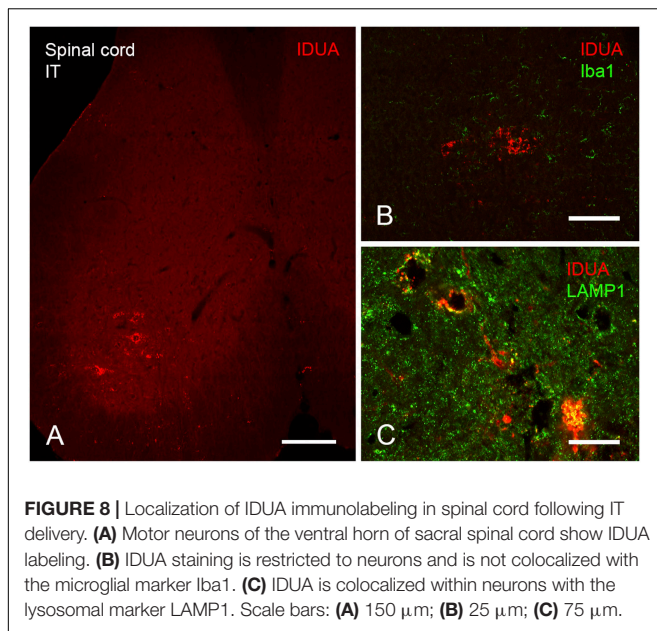 Spinal cord
IT
IDUA
A
IDUA
Iba1
B
IDUA
LAMP1
C
FIGURE 8 | Localization of IDUA immunolabeling in spinal cord following IT
delivery. (A) Motor neurons of the ventral horn of sacral spinal cord show IDUA
labeling. (B) IDUA staining is restricted to neurons and is not colocalized with
the microglial marker Iba1. (C) IDUA is colocalized within neurons with the
lysosomal marker LAMP1. Scale bars: (A) 150 μm; (B) 25 μm; (C) 75 μm.